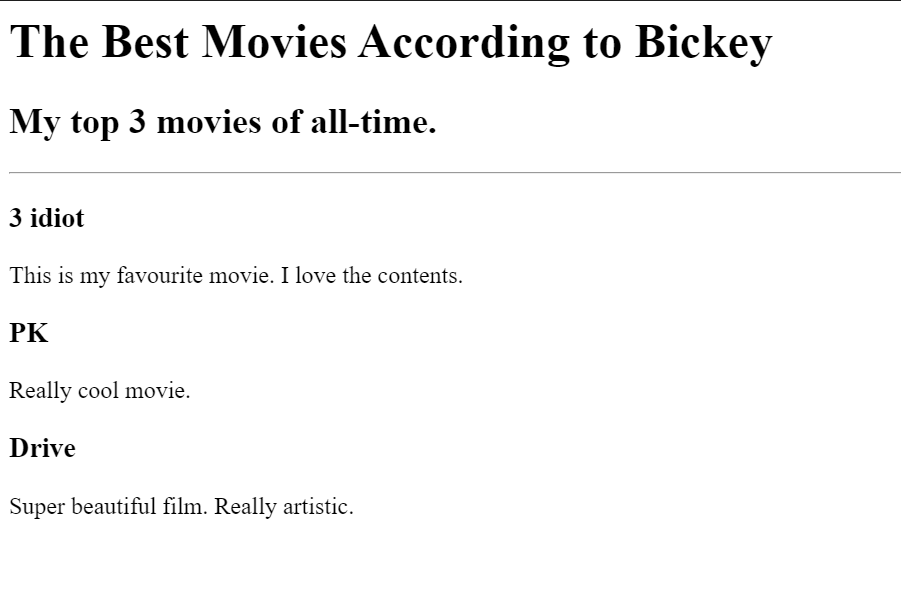 The Best Movies According to Bickey
My top 3 movies of all-time.
3 idiot
This is my favourite movie. I love the contents.
PK
Really cool movie.
Drive
Super beautiful film. Really artistic.